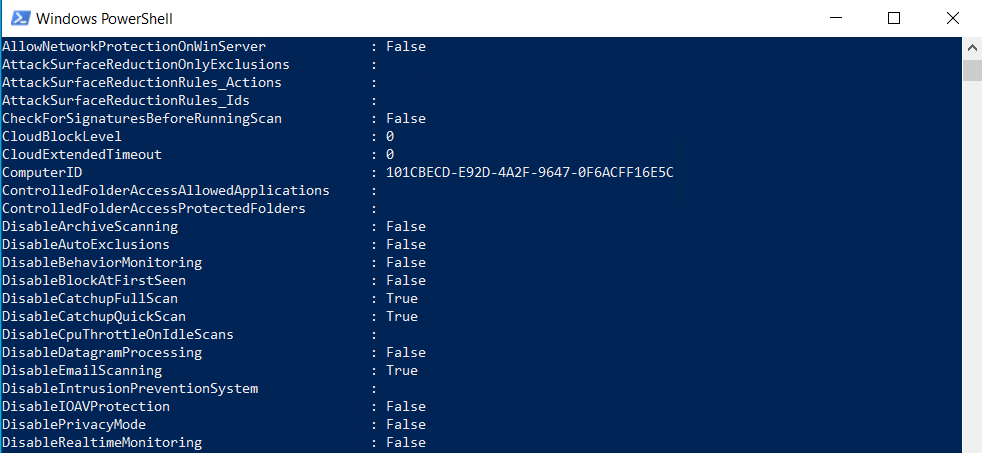 Windows PowerShell
AllowNetworkProtectionOnWinServer : False
AttackSurfaceReductionOnlyExclusions :
AttackSurfaceReductionRules_Actions :
AttackSurfaceReductionRules_Ids :
CheckForSignaturesBeforeRunningScan : False
CloudBlockLevel : 0
CloudExtendedTimeout : 0
ComputerID : 101CBECD-E92D-4A2F-9647-0F6ACFF16E5C
ControlledFolderAccessAllowedApplications :
ControlledFolderAccessProtectedFolders :
DisableArchiveScanning : False
DisableAutoExclusions : False
DisableBehaviorMonitoring : False
DisableBlockAtFirstSeen : False
DisableCatchupFullScan : True
DisableCatchupQuickScan : True
DisableCpuThrottleOnIdleScans :
DisableDatagramProcessing : False
DisableEmailScanning : True
DisableIntrusionPreventionSystem :
DisableIOAVProtection : False
DisablePrivacyMode : False
DisableRealtimeMonitoring : False